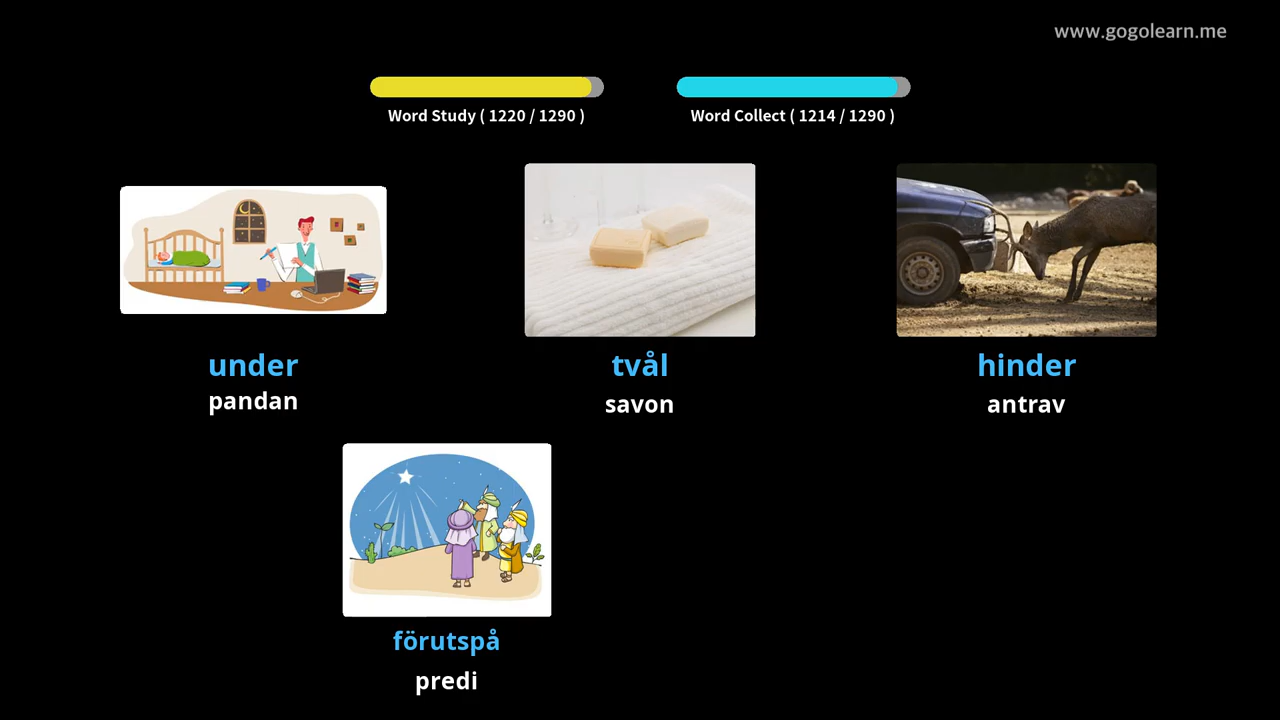 www.gogolearn.me
Word Study ( 1220 / 1290 )
Word Collect ( 1214 / 1290 )
under
pandan
tvål
savon
hinder
antrav
förutspå
predi